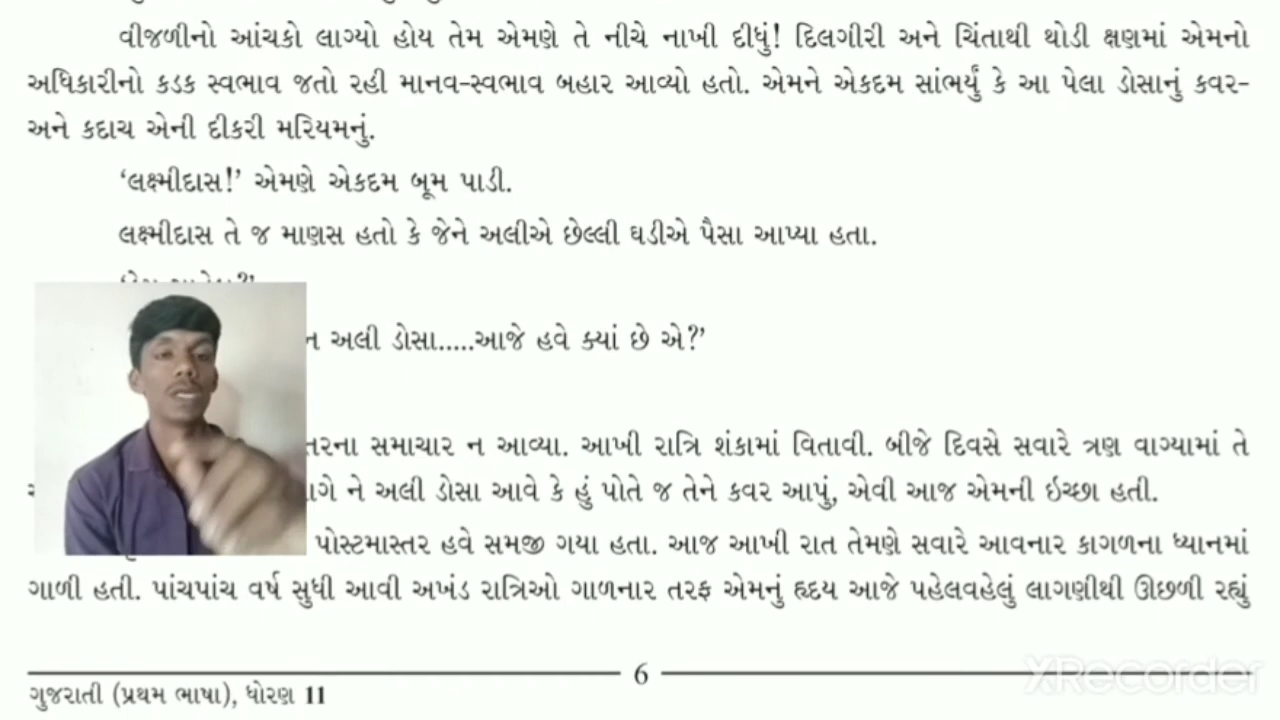 વીજળીનો આંચકો લાગ્યો હોય તેમ એમણે તે નીચે નાખી દીધું! દિલગીરી અને ચિંતાથી થોડી ક્ષણમાં એમનો
અધિકારીનો કડક સ્વભાવ જતો રહી માનવ-સ્વભાવ બહાર આવ્યો હતો. એમને એકદમ સાંભર્યું કે આ પેલા ડોસાનું કવર-
અને કદાચ એની દીકરી મરિયમનું.
‘લક્ષ્મીદાસ!’ એમણે એકદમ બૂમ પાડી.
લક્ષ્મીદાસ તે જ માણસ હતો કે જેને અલીએ છેલ્લી ઘડીએ પૈસા આપ્યા હતા.
અલી ડોસા.....આજે હવે ક્યાં છે એ?’
સમાચાર ન આવ્યા. આખી રાત્રિ શંકામાં વિતાવી. બીજે દિવસે સવારે ત્રણ વાગ્યામાં તે
ને અલી ડોસા આવે કે હું પોતે જ તેને કવર આપું, એવી આજ એમની ઇચ્છા હતી.
પોસ્ટમાસ્તર હવે સમજી ગયા હતા. આજ આખી રાત તેમણે સવારે આવનાર કાગળના ધ્યાનમાં
ગાળી હતી. પાંચપાંચ વર્ષ સુધી આવી અખંડ રાત્રિઓ ગાળનાર તરફ એમનું હૃદય આજે પહેલવહેલું લાગણીથી ઊછળી રહ્યું
6
ગુજરાતી (પ્રથમ ભાષા), ધોરણ 11
XRecorder